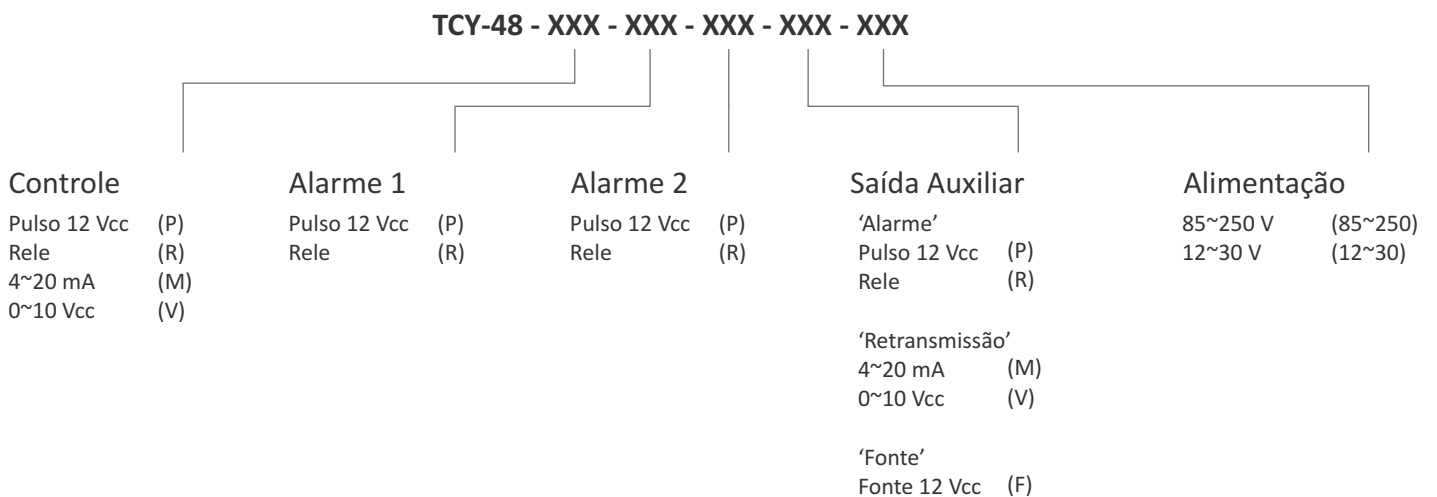 TCY-48 - XXX - XXX - XXX - XXX - XXX
Controle
Pulso 12 Vcc (P)
Rele (R)
4~20 mA (M)
0~10 Vcc (V)
Alarme 1
Pulso 12 Vcc (P)
Rele (R)
Alarme 2
Pulso 12 Vcc (P)
Rele (R)
Saída Auxiliar
‘Alarme’
Pulso 12 Vcc (P)
Rele (R)
‘Retransmissão’
4~20 mA (M)
0~10 Vcc (V)
‘Fonte’
Fonte 12 Vcc (F)
Alimentação
85~250 V (85~250)
12~30 V (12~30)